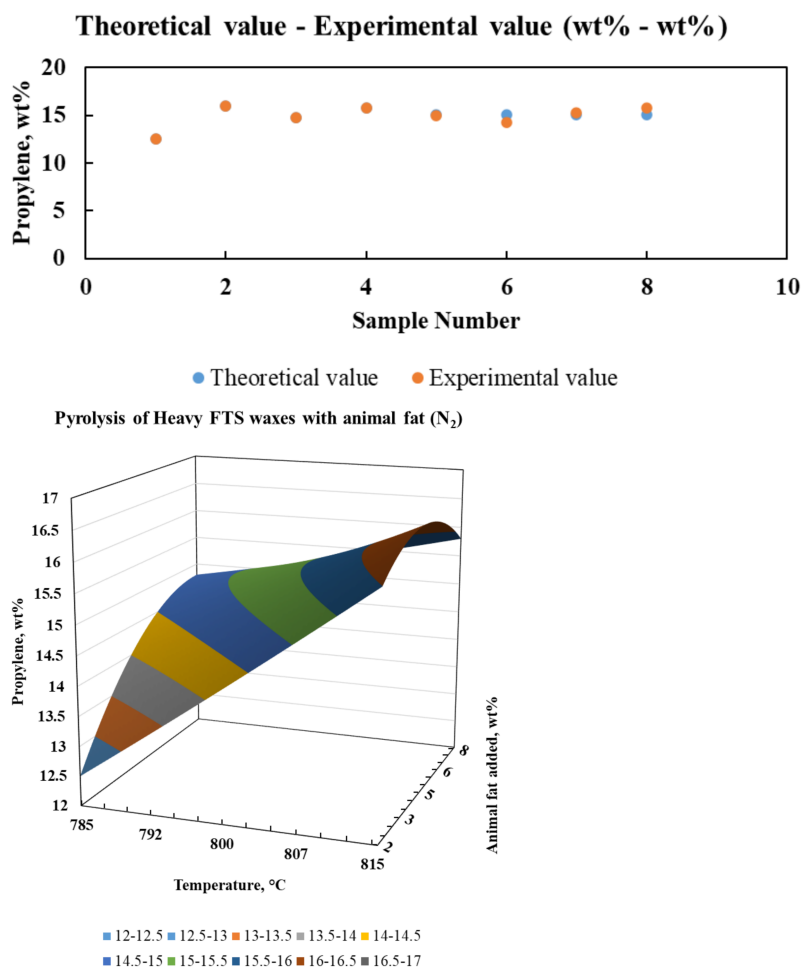 Theoretical value - Experimental value (wt% - wt%)
Propylene, wt%
20
15
10
5
0
0 2 4 6 8 10
Sample Number
Theoretical value Experimental value
Pyrolysis of Heavy FTS waxes with animal fat (N₂)
Propylene, wt%
17
16.5
16
15.5
15
14.5
14
13.5
13
12.5
12
785 792 800 807 815
Temperature, °C
2 3 5 6 8
Animal fat added, wt%
12-12.5 12.5-13 13-13.5 13.5-14 14-14.5
14.5-15 15-15.5 15.5-16 16-16.5 16.5-17